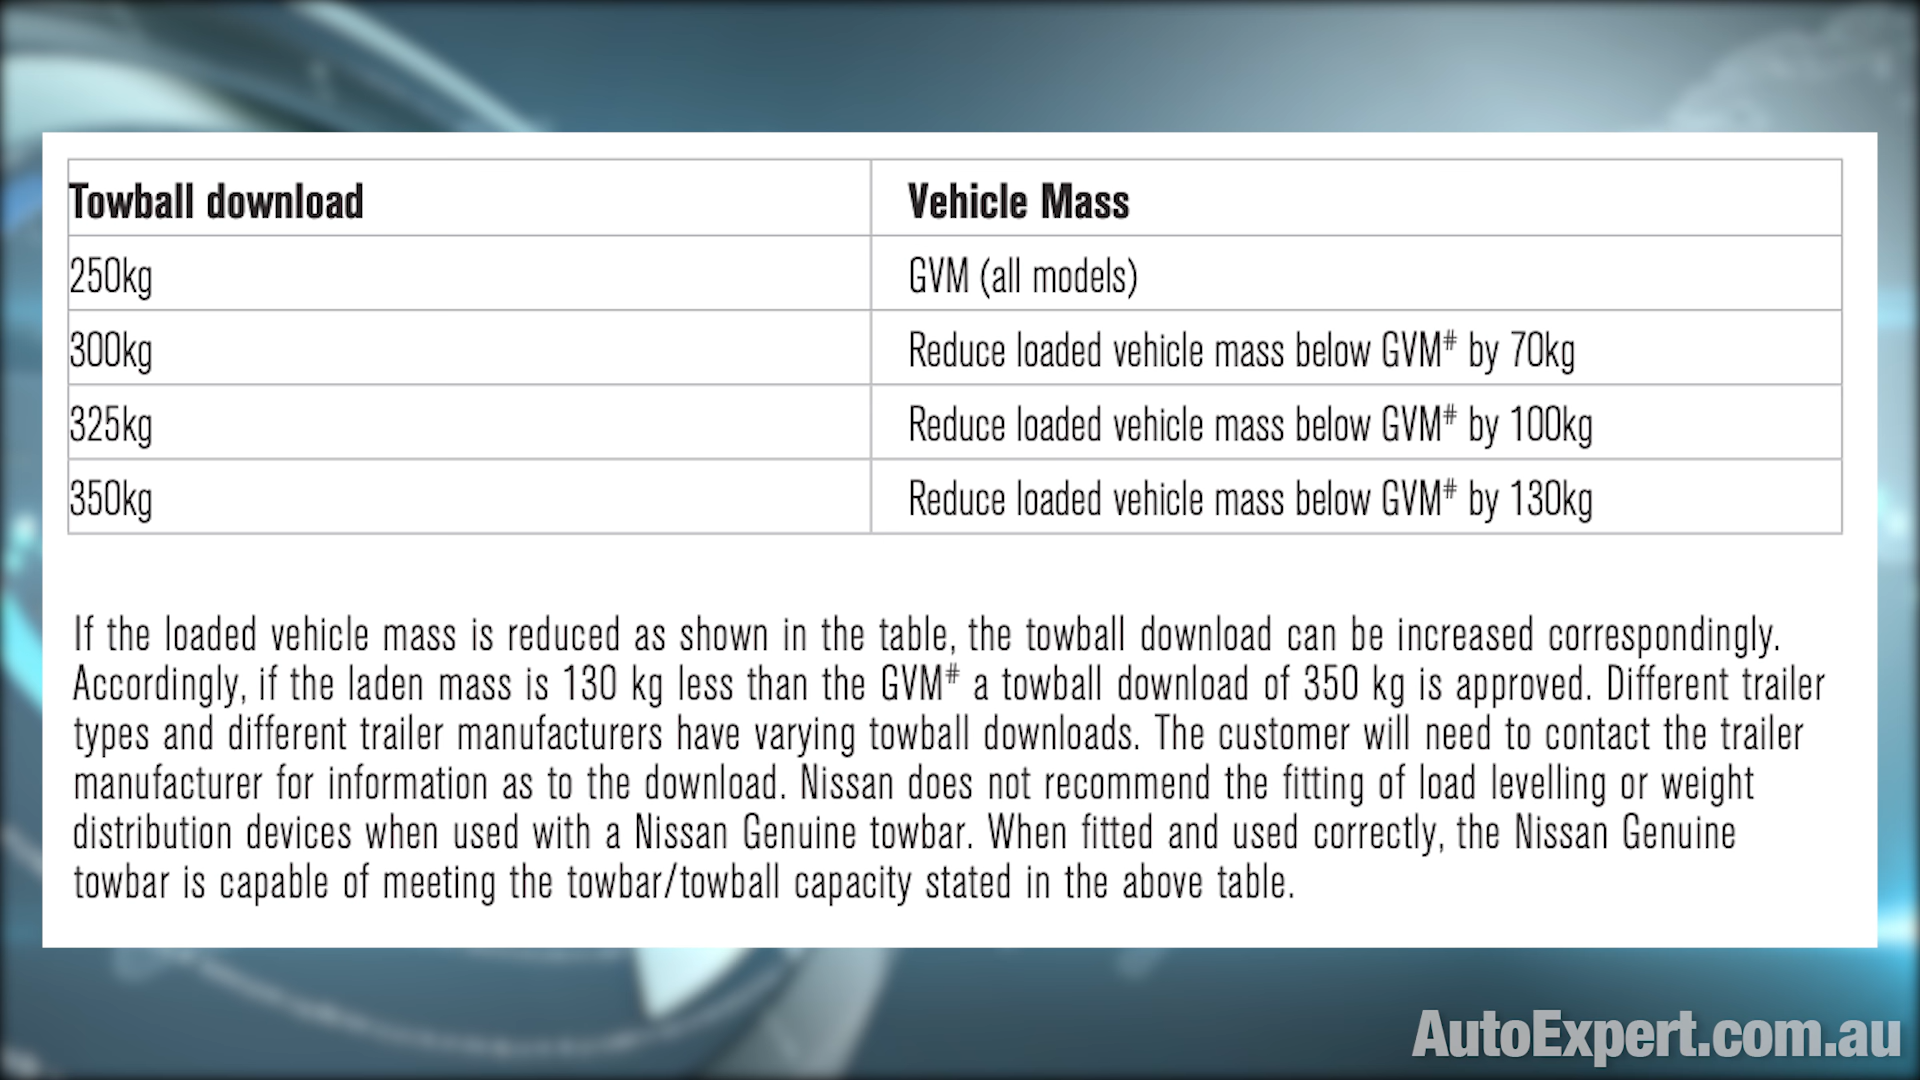 Towball download Vehicle Mass
250kg GVM (all models)
300kg Reduce loaded vehicle mass below GVM# by 70kg
325kg Reduce loaded vehicle mass below GVM# by 100kg
350kg Reduce loaded vehicle mass below GVM# by 130kg
If the loaded vehicle mass is reduced as shown in the table, the towball download can be increased correspondingly.
Accordingly, if the laden mass is 130 kg less than the GVM# a towball download of 350 kg is approved. Different trailer
types and different trailer manufacturers have varying towball downloads. The customer will need to contact the trailer
manufacturer for information as to the download. Nissan does not recommend the fitting of load levelling or weight
distribution devices when used with a Nissan Genuine towbar. When fitted and used correctly, the Nissan Genuine
towbar is capable of meeting the towbar/towball capacity stated in the above table.
AutoExpert.com.au